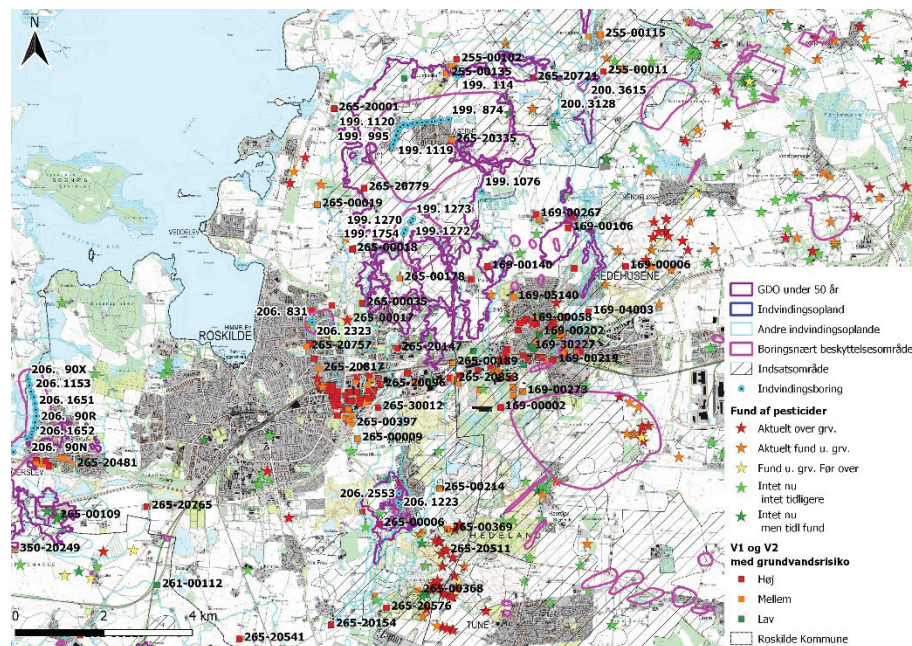 N
255-00115
255-00102
255-00135
255-00011
265-20721
199. 114
200. 3615
265-20001
199. 874
200. 3128
199. 1120
199. 995
265-20335
199. 1119
199. 1076
265-20779
265-00019
199. 1273
199. 1270
169-00267
199. 1754
199. 1272
169-00106
VEDDELEV
265-00018
169-00140
169-00006
265-00178
HEDEHUSENE
169-05140
265-00035
206. 831
169-04003
265-00017
169-00058
HIMMELEV
ROSKILDE
206. 2323
169-00202
265-20757
265-20147
169-30227
265-00189
169-00219
206. 90X
265-20817
206. 1153
265-20096
265-20353
206. 1651
169-00273
206. 90R
265-30012
169-00002
206. 1652
265-00397
206. 90N
265-00009
265-20481
265-00214
206. 2553
265-20765
206. 1223
265-00109
265-00006
265-00369
HEDELAN
350-20249
265-20511
261-00112
265-00368
265-20576
265-20154
TUNE
265-20541
0 2 4 km
GDO under 50 år
Indvindingsopland
Andre indvindingsoplande
Boringsnært beskyttelsesområde
Indsatsområde
Indvindingsboring
Fund af pesticider
Aktuelt over grv.
Aktuelt fund u. grv.
Fund u. grv. Før over
Intet nu
intet tidligere
Intet nu
men tidl fund
V1 og V2
med grundvandsrisiko
Høj
Mellem
Lav
Roskilde Kommune